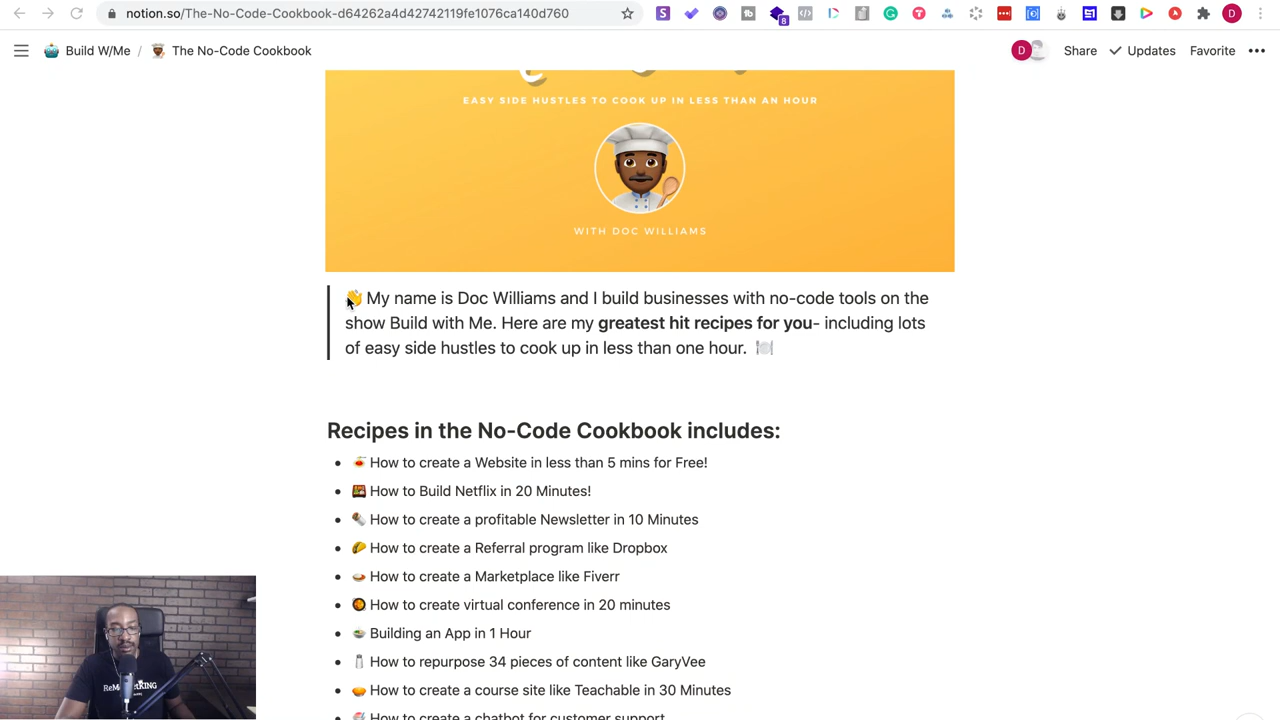 notion.so/The-No-Code-Cookbook-d64262a4d42742119fe1076ca140d760
Build W/Me / The No-Code Cookbook
D Share Updates Favorite
EASY SIDE HUSTLES TO COOK UP IN LESS THAN AN HOUR
WITH DOC WILLIAMS
👋 My name is Doc Williams and I build businesses with no-code tools on the
show Build with Me. Here are my greatest hit recipes for you- including lots
of easy side hustles to cook up in less than one hour. 🍽️
Recipes in the No-Code Cookbook includes:
How to create a Website in less than 5 mins for Free!
How to Build Netflix in 20 Minutes!
How to create a profitable Newsletter in 10 Minutes
How to create a Referral program like Dropbox
How to create a Marketplace like Fiverr
How to create virtual conference in 20 minutes
Building an App in 1 Hour
How to repurpose 34 pieces of content like GaryVee
How to create a course site like Teachable in 30 Minutes
How to create a chatbot for customer support